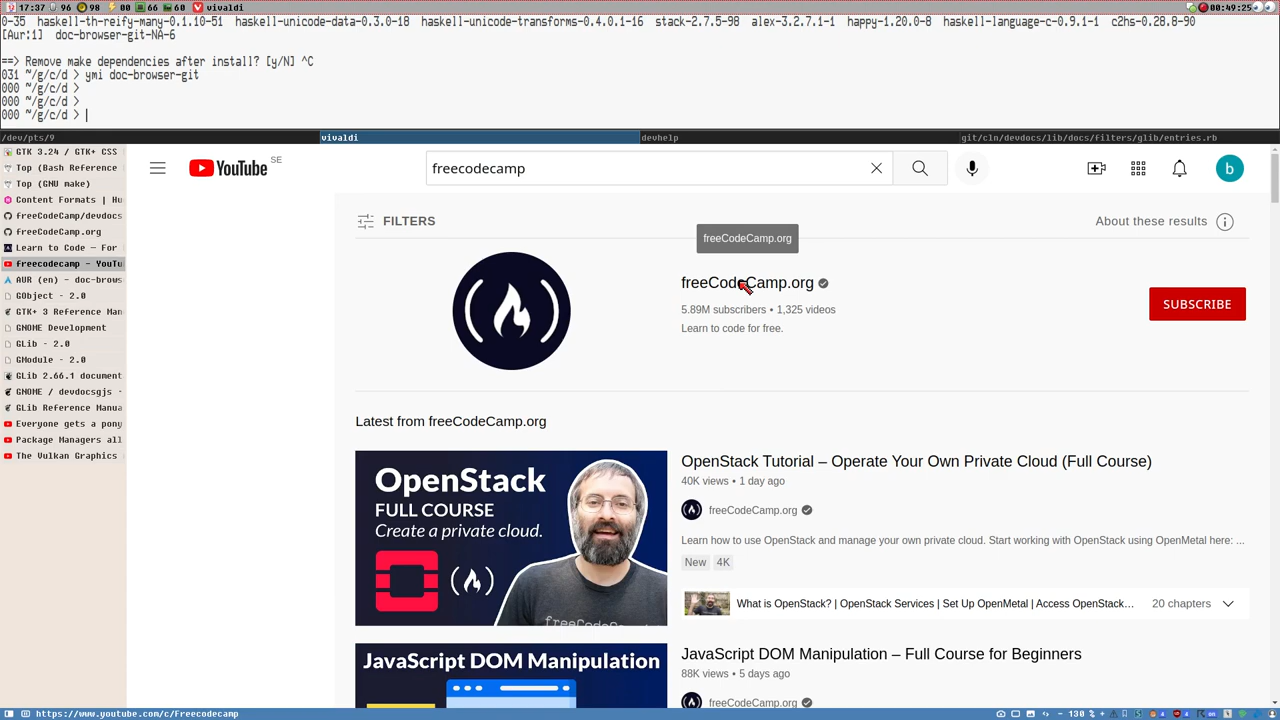 17:37 96 98 00 66 60 vivaldi 00:49:25
0-35 haskell-th-reify-many-0.1.10-51 haskell-unicode-data-0.3.0-18 haskell-unicode-transforms-0.4.0.1-16 stack-2.7.5-98 alex-3.2.7.1-1 happy-1.20.0-8 haskell-language-c-0.9.1-1 c2hs-0.28.8-90
[Aur:1] doc-browser-git-NA-6
==> Remove make dependencies after install? [y/N] ^C
031 ~/g/c/d > ymi doc-browser-git
000 ~/g/c/d >
000 ~/g/c/d >
000 ~/g/c/d >
/dev/pts/9 vivaldi devhelp git/cln/devdocs/lib/docs/filters/glib/entries.rb
GTK 3.24 / GTK+ CSS
Top (Bash Reference
Top (GNU make)
Content Formats | Hu
freeCodeCamp/devdocs
freeCodeCamp.org
Learn to Code — For
freecodecamp - YouTu
AUR (en) - doc-brows
GObject - 2.0
GTK+ 3 Reference Man
GNOME Development
GLib - 2.0
GModule - 2.0
GLib 2.66.1 document
GNOME / devdocsgjs ·
GLib Reference Manua
Everyone gets a pony
Package Managers all
The Vulkan Graphics
YouTube SE
freecodecamp
b
FILTERS
About these results
freeCodeCamp.org
freeCodeCamp.org
5.89M subscribers • 1,325 videos
Learn to code for free.
SUBSCRIBE
Latest from freeCodeCamp.org
OpenStack
FULL COURSE
Create a private cloud.
freeCodeCamp
OpenStack Tutorial – Operate Your Own Private Cloud (Full Course)
40K views • 1 day ago
freeCodeCamp.org
Learn how to use OpenStack and manage your own private cloud. Start working with OpenStack using OpenMetal here: ...
New 4K
What is OpenStack? | OpenStack Services | Set Up OpenMetal | Access OpenStack…
20 chapters
JavaScript DOM Manipulation
JavaScript DOM Manipulation – Full Course for Beginners
88K views • 5 days ago
freeCodeCamp.org
https://www.youtube.com/c/Freecodecamp
130 %